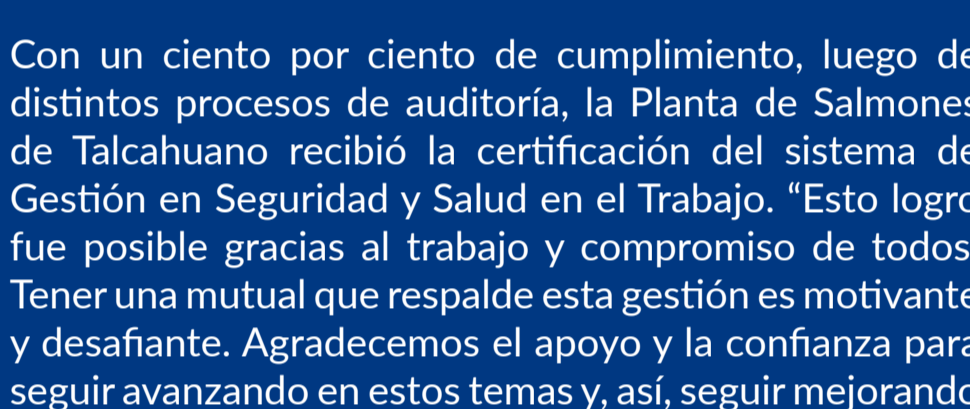 Con un ciento por ciento de cumplimiento, luego de
distintos procesos de auditoría, la Planta de Salmones
de Talcahuano recibió la certificación del sistema de
Gestión en Seguridad y Salud en el Trabajo. “Esto logro
fue posible gracias al trabajo y compromiso de todos
Tener una mutual que respalde esta gestión es motivante
y desafiante. Agradecemos el apoyo y la confianza para
seguir avanzando en estos temas y, así, seguir mejorando